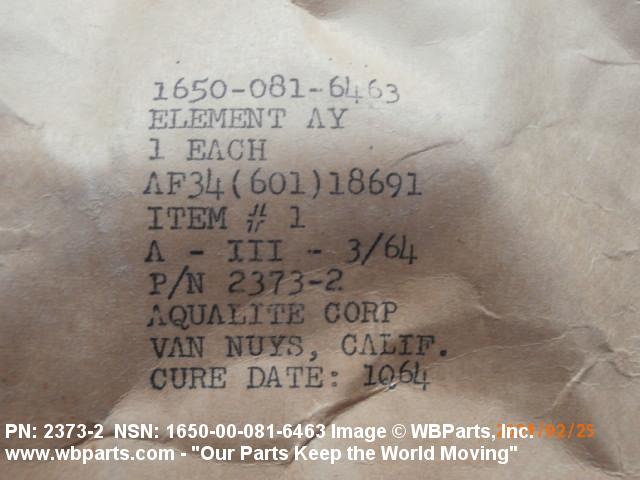 1650-081-6463
ELEMENT AY
1 EACH
AF34(601)18691
ITEM # 1
A - III - 3/64
P/N 2373-2
AQUALITE CORP
VAN NUYS, CALIF.
CURE DATE: 1Q64
PN: 2373-2 NSN: 1650-00-081-6463 Image © WBParts, Inc.
www.wbparts.com - "Our Parts Keep the World Moving"